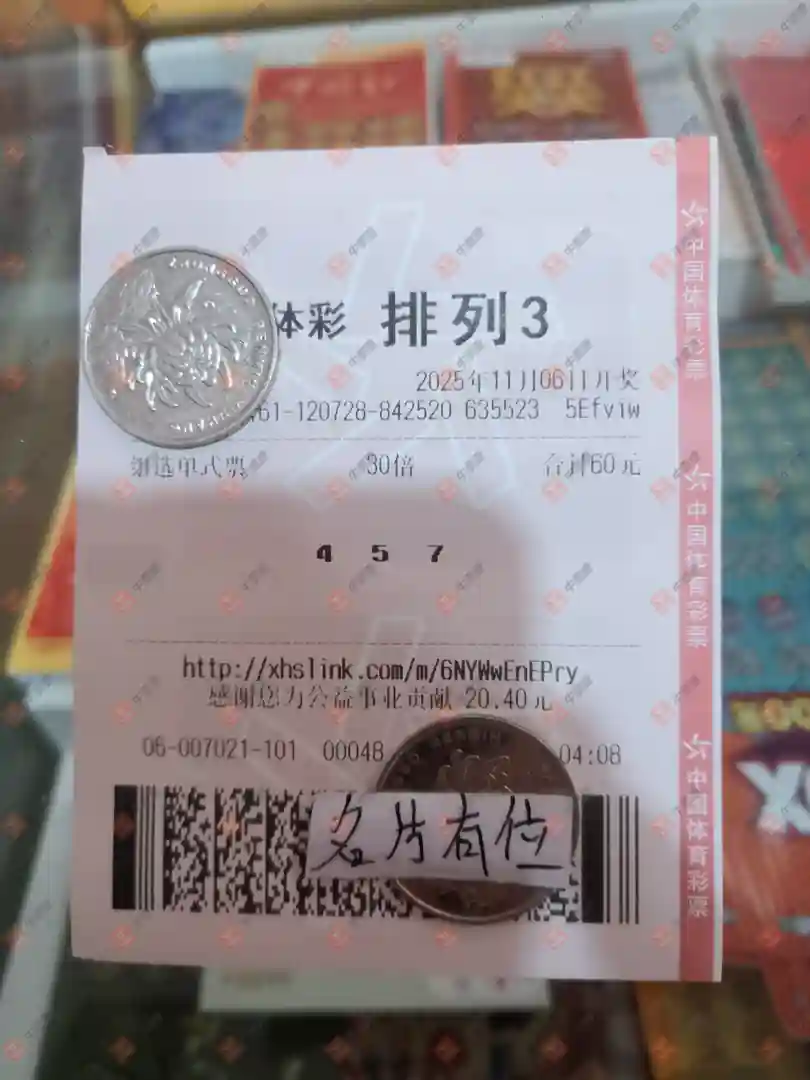 体彩 排列3
2025年11月06日开奖
61-120728-842520 635523 5Efviw
组选单式票 30倍 合计60元
4 5 7
http://xhslink.com/m/6NYWwEnEPry
感谢您为公益事业贡献 20.40元
06-007021-101 00048 04:08
名片有位
中国体育彩票
中国体育彩票
中国体育彩票